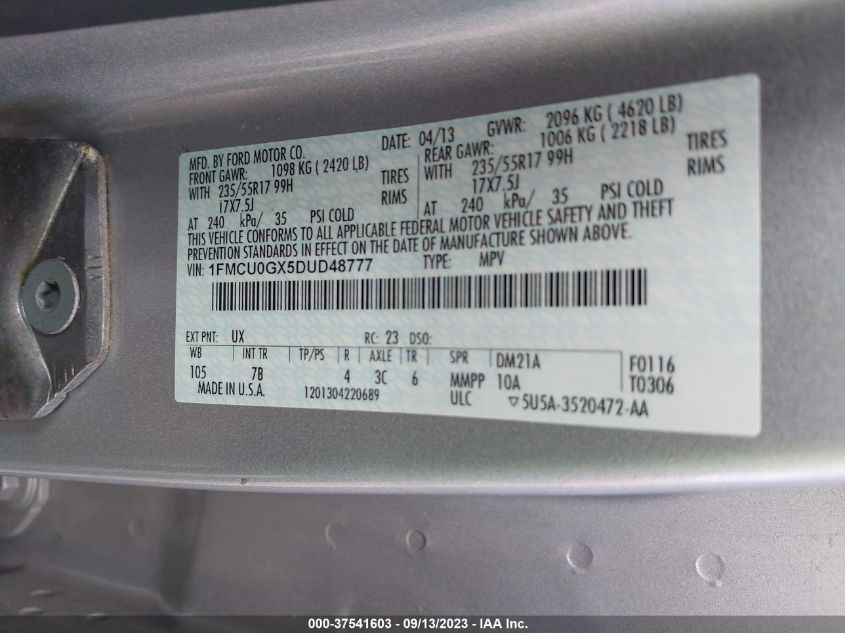 MFD. BY FORD MOTOR CO. DATE: 04/13 GVWR: 2096 KG ( 4620 LB)
FRONT GAWR: 1098 KG ( 2420 LB) REAR GAWR: 1006 KG ( 2218 LB)
WITH 235/55R17 99H TIRES WITH 235/55R17 99H TIRES
17X7.5J RIMS 17X7.5J RIMS
AT 240 kPa/ 35 PSI COLD AT 240 kPa/ 35 PSI COLD
THIS VEHICLE CONFORMS TO ALL APPLICABLE FEDERAL MOTOR VEHICLE SAFETY AND THEFT
PREVENTION STANDARDS IN EFFECT ON THE DATE OF MANUFACTURE SHOWN ABOVE.
VIN: 1FMCU0GX5DUD48777 TYPE: MPV
EXT PNT: UX RC: 23 DSO:
WB INT TR TP/PS R AXLE TR SPR DM21A F0116
105 7B 4 3C 6 MMPP 10A T0306
MADE IN U.S.A. 1201304220689 ULC ▽5U5A-3520472-AA
000-37541603 - 09/13/2023 - IAA Inc.